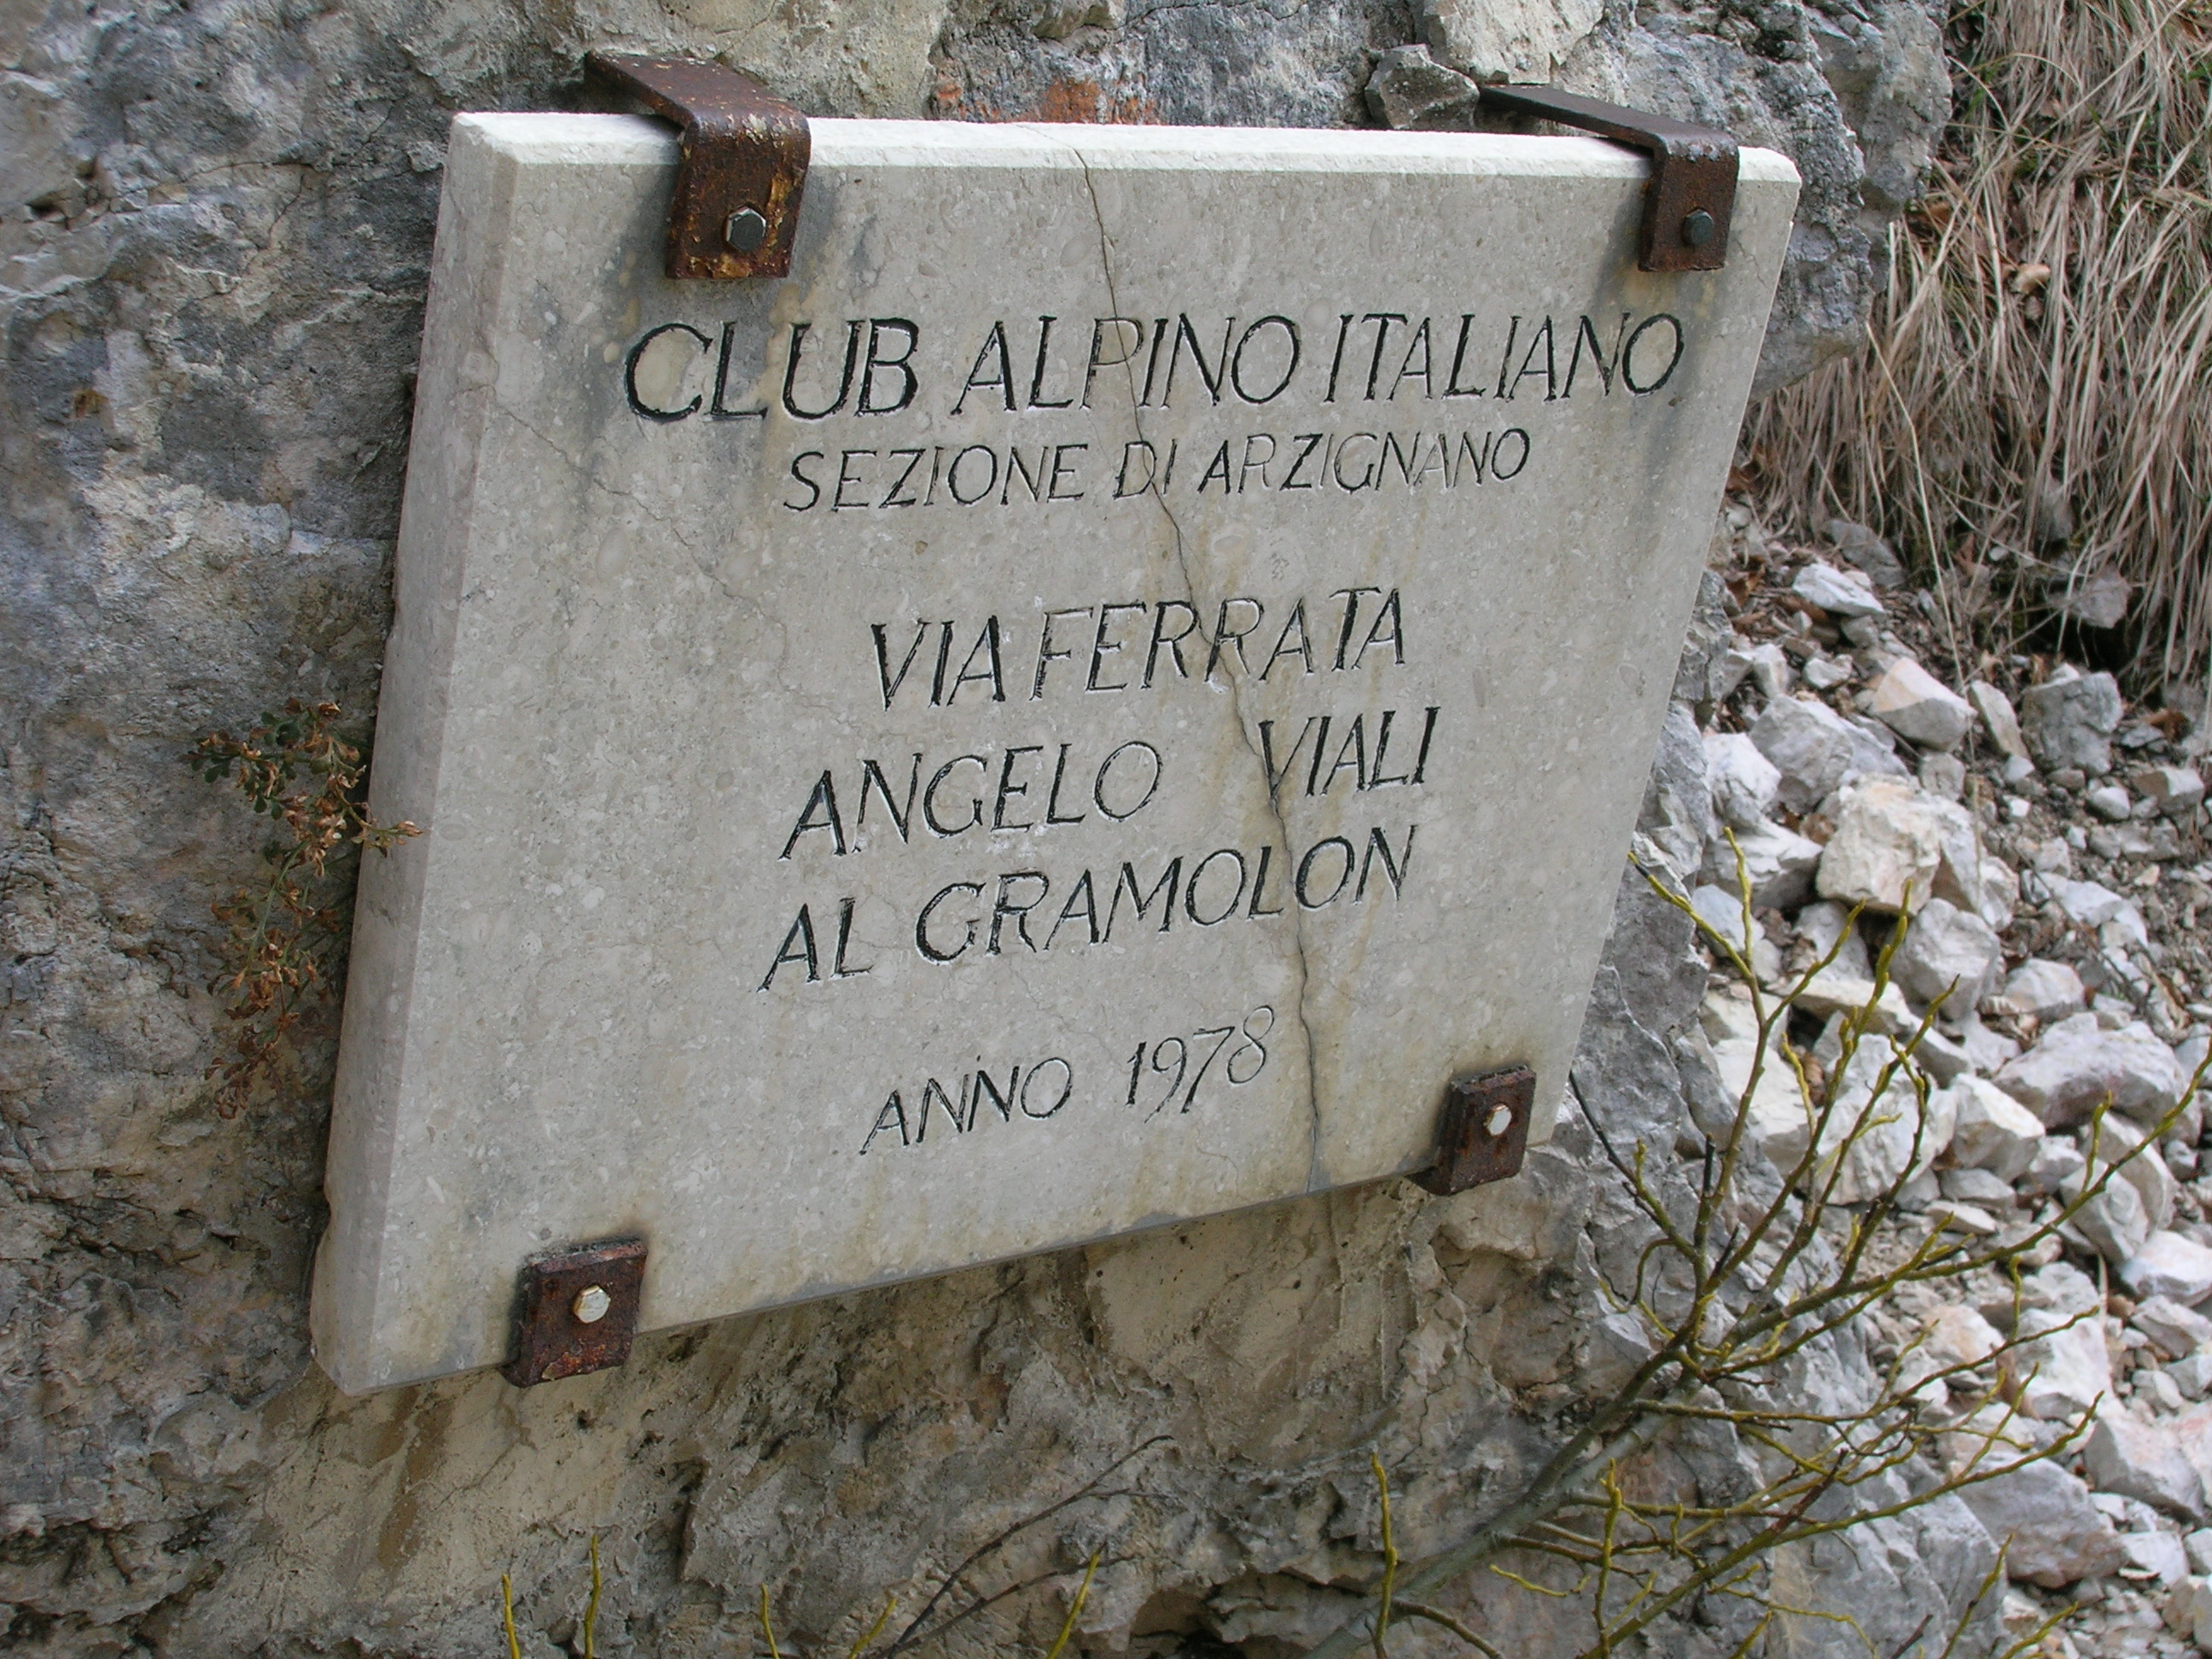 CLUB ALPINO ITALIANO
SEZIONE DI ARZIGNANO
VIA FERRATA
ANGELO VIALI
AL GRAMOLON
ANNO 1978